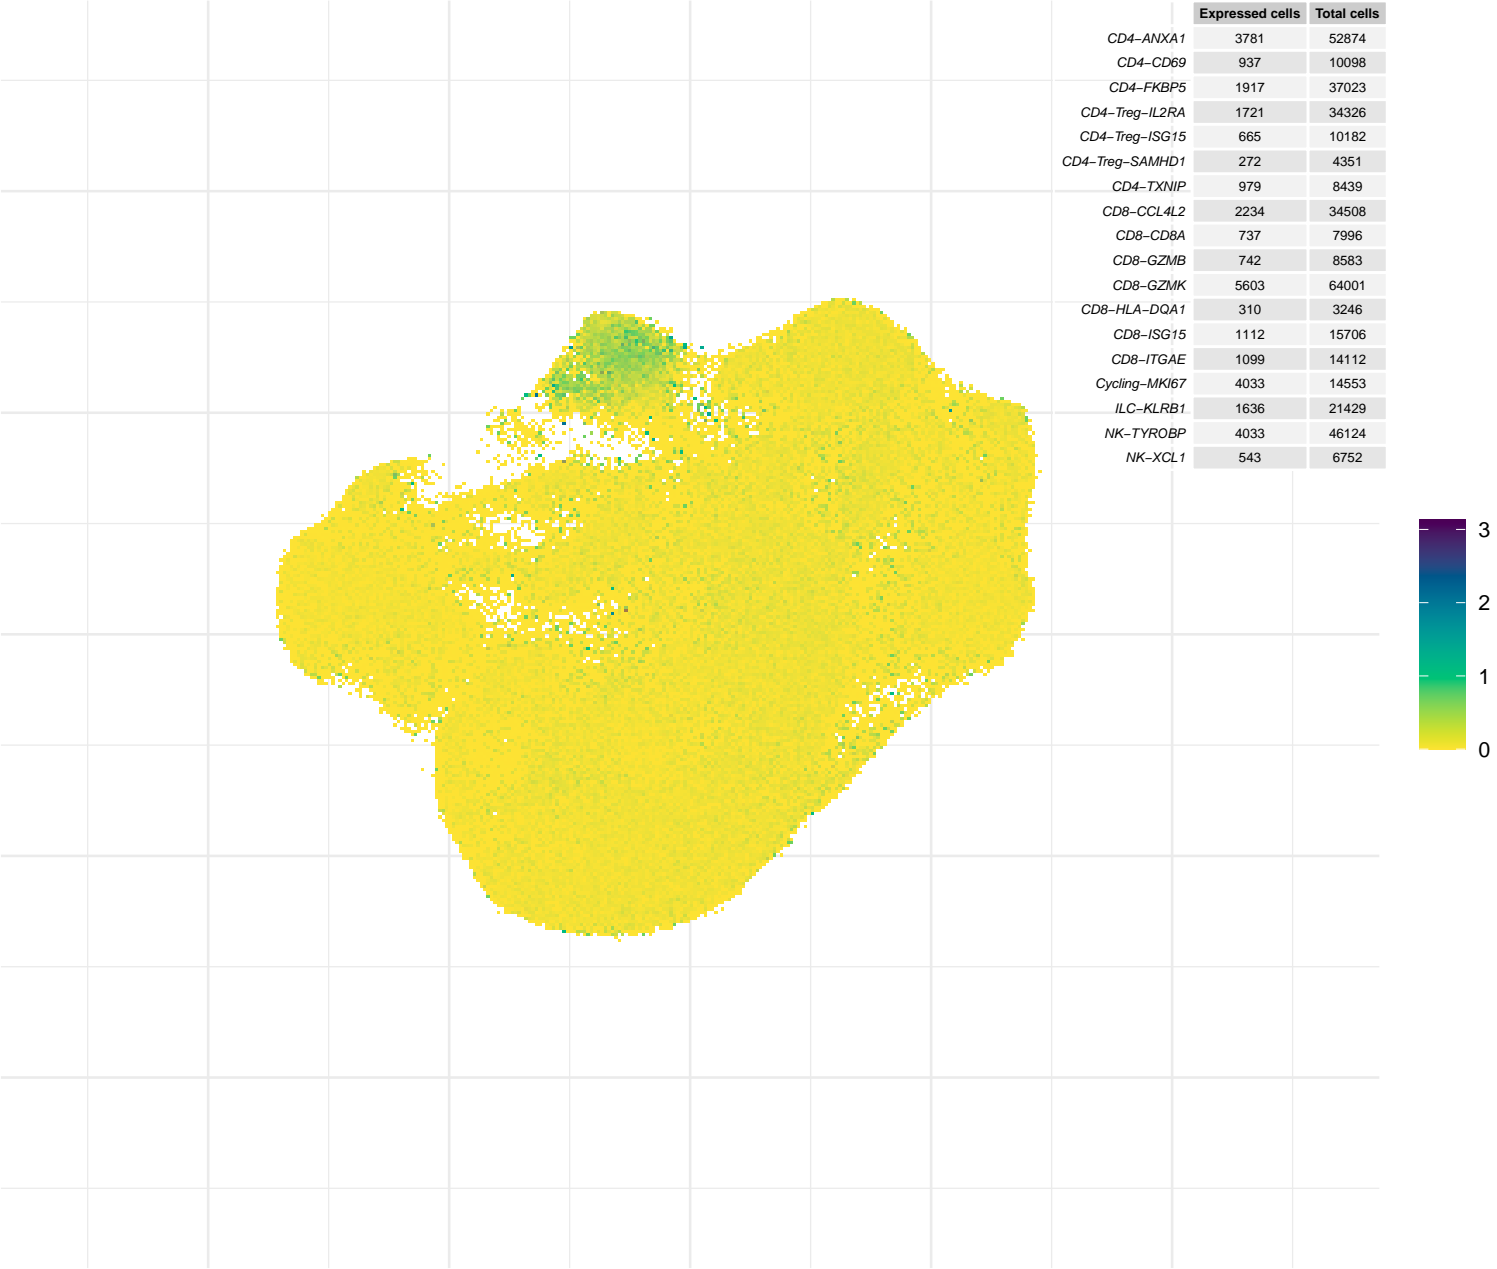 Expressed cells Total cells
CD4−ANXA1 3781 52874
CD4−CD69 937 10098
CD4−FKBP5 1917 37023
CD4−Treg−IL2RA 1721 34326
CD4−Treg−ISG15 665 10182
CD4−Treg−SAMHD1 272 4351
CD4−TXNIP 979 8439
CD8−CCL4L2 2234 34508
CD8−CD8A 737 7996
CD8−GZMB 742 8583
CD8−GZMK 5603 64001
CD8−HLA−DQA1 310 3246
CD8−ISG15 1112 15706
CD8−ITGAE 1099 14112
Cycling−MKI67 4033 14553
ILC−KLRB1 1636 21429
NK−TYROBP 4033 46124
NK−XCL1 543 6752
3
2
1
0